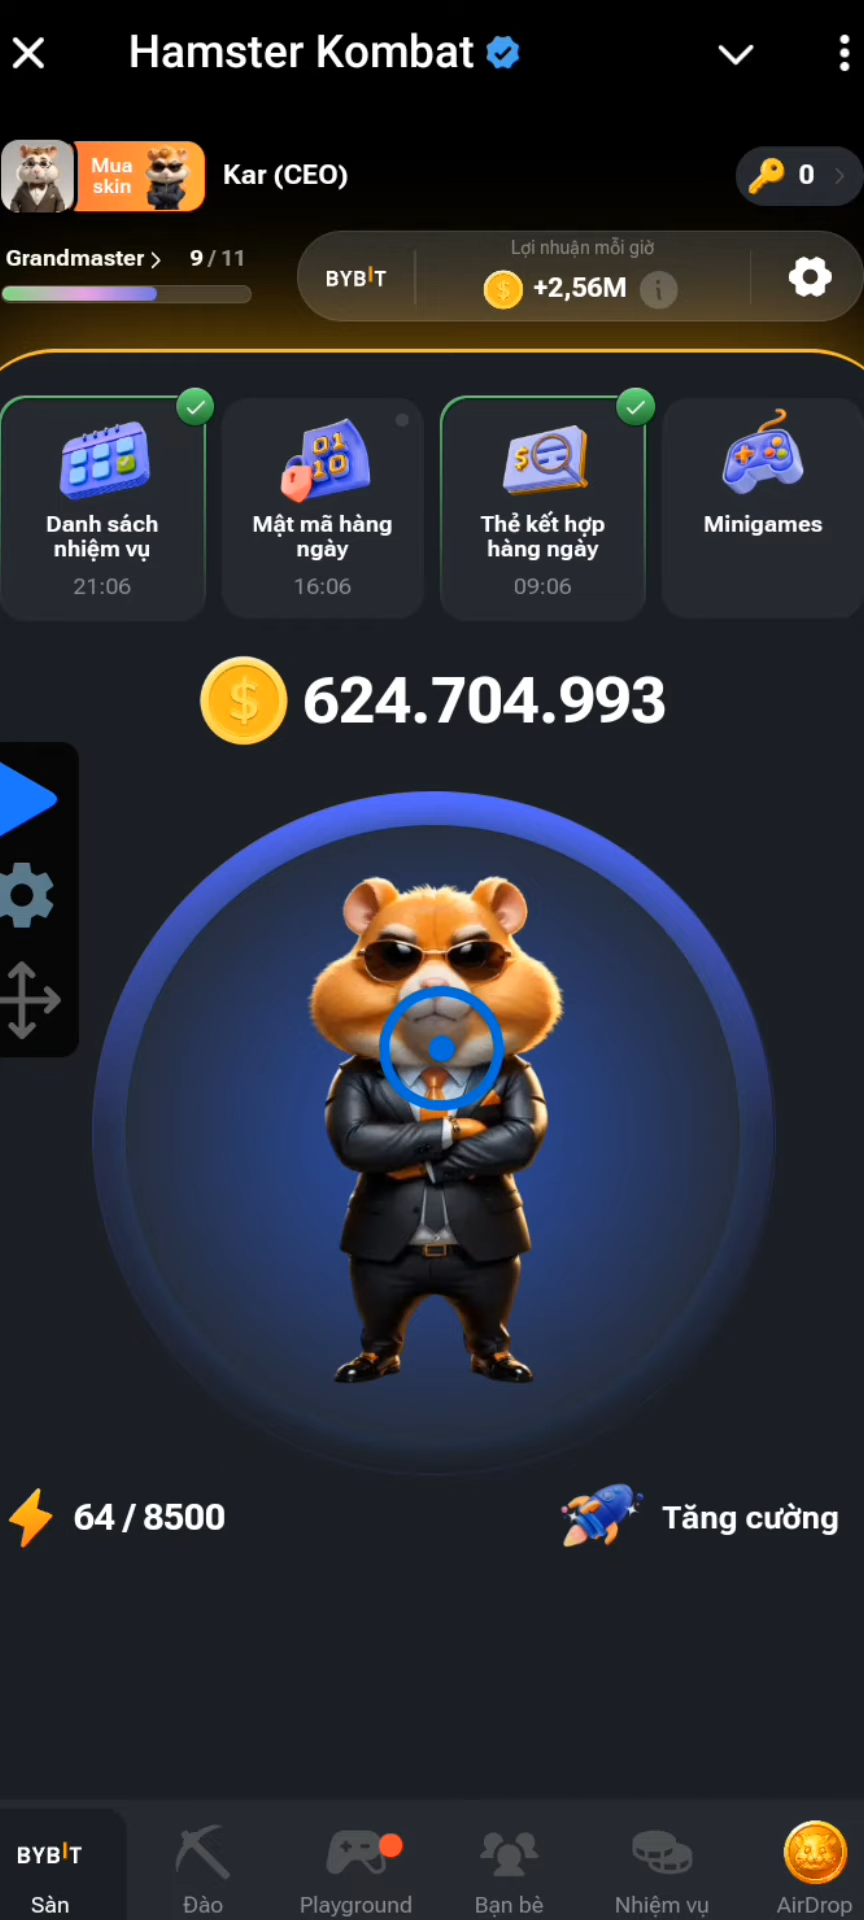 Hamster Kombat
Mua
skin
Kar (CEO)
0
Grandmaster
9 / 11
BYBIT
Lợi nhuận mỗi giờ
+2,56M
Danh sách
nhiệm vụ
21:06
Mật mã hàng
ngày
16:06
Thẻ kết hợp
hàng ngày
09:06
Minigames
624.704.993
64 / 8500
Tăng cường
BYBIT
Sàn
Đào
Playground
Bạn bè
Nhiệm vụ
AirDrop